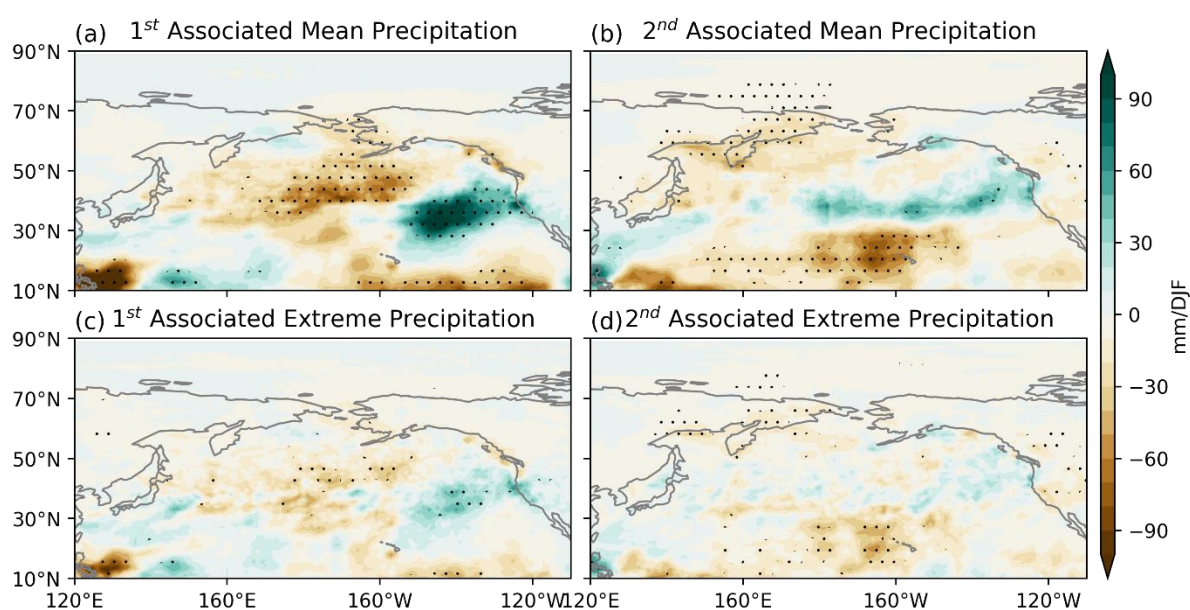 (a) 1st Associated Mean Precipitation
(b) 2nd Associated Mean Precipitation
90°N
70°N
50°N
30°N
10°N
(c) 1st Associated Extreme Precipitation
(d) 2nd Associated Extreme Precipitation
90°N
70°N
50°N
30°N
10°N
120°E 160°E 160°W 120°W
120°E 160°E 160°W 120°W
90
60
30
0
−30
−60
−90
mm/DJF